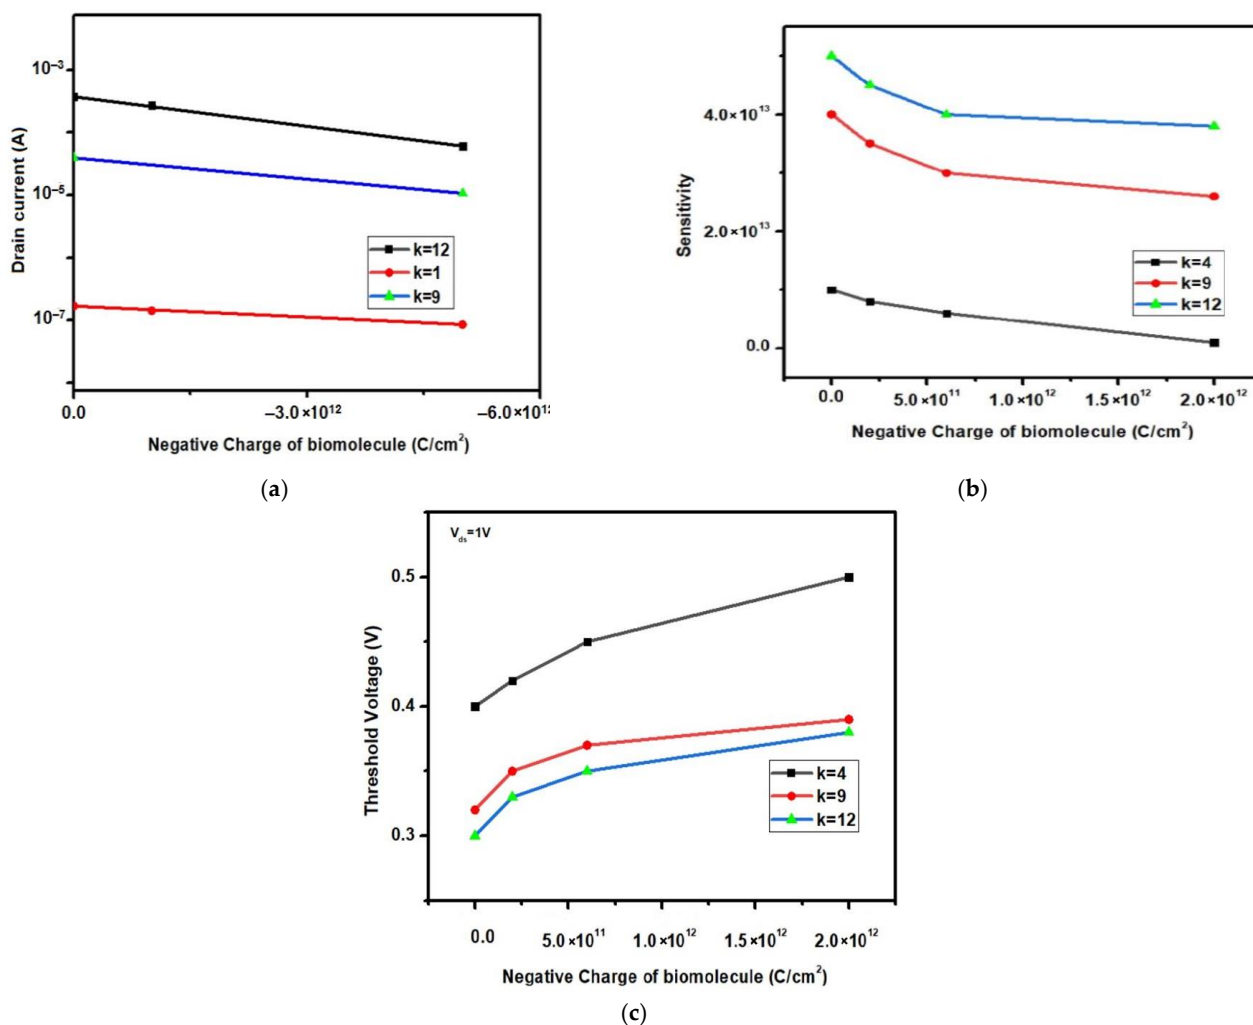 10⁻³
10⁻⁵
10⁻⁷
Drain current (A)
k=12
k=1
k=9
0.0
−3.0×10¹²
−6.0×10¹²
Negative Charge of biomolecule (C/cm²)
(a)
4.0×10¹³
2.0×10¹³
0.0
Sensitivity
k=4
k=9
k=12
0.0
5.0×10¹¹
1.0×10¹²
1.5×10¹²
2.0×10¹²
Negative Charge of biomolecule (C/cm²)
(b)
V_ds=1V
0.5
0.4
0.3
Threshold Voltage (V)
k=4
k=9
k=12
0.0
5.0×10¹¹
1.0×10¹²
1.5×10¹²
2.0×10¹²
Negative Charge of biomolecule (C/cm²)
(c)